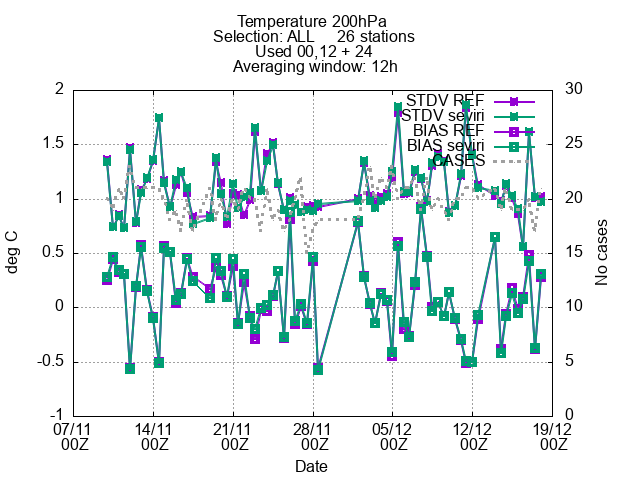 Temperature 200hPa
Selection: ALL 26 stations
Used 00,12 + 24
Averaging window: 12h
STDV REF
STDV seviri
BIAS REF
BIAS seviri
CASES
deg C
No cases
2
1.5
1
0.5
0
-0.5
-1
30
25
20
15
10
5
0
07/11 14/11 21/11 28/11 05/12 12/12 19/12
00Z 00Z 00Z 00Z 00Z 00Z 00Z
Date